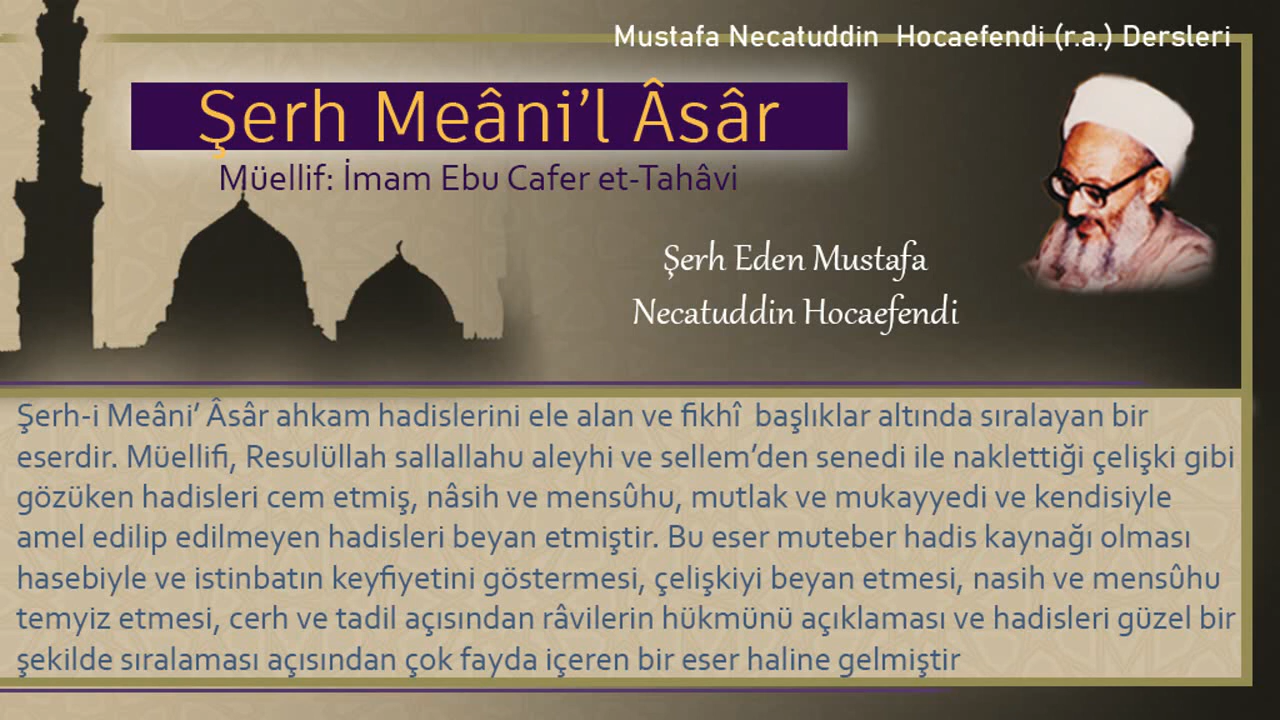 Mustafa Necatuddin Hocaefendi (r.a.) Dersleri
Şerh Meâni’l Âsâr
Müellif: İmam Ebu Cafer et-Tahâvi
Şerh Eden Mustafa
Necatuddin Hocaefendi
Şerh-i Meâni’ Âsâr ahkam hadislerini ele alan ve fikhî başlıklar altında sıralayan bir
eserdir. Müellifi, Resulüllah sallallahu aleyhi ve sellem’den senedi ile naklettiği çelişki gibi
gözüken hadisleri cem etmiş, nâsih ve mensûhu, mutlak ve mukayyedi ve kendisiyle
amel edilip edilmeyen hadisleri beyan etmiştir. Bu eser muteber hadis kaynağı olması
hasebiyle ve istinbatın keyfiyetini göstermesi, çelişkiyi beyan etmesi, nasih ve mensûhu
temyiz etmesi, cerh ve tadil açısından râvilerin hükmünü açıklaması ve hadisleri güzel bir
şekilde sıralaması açısından çok fayda içeren bir eser haline gelmiştir